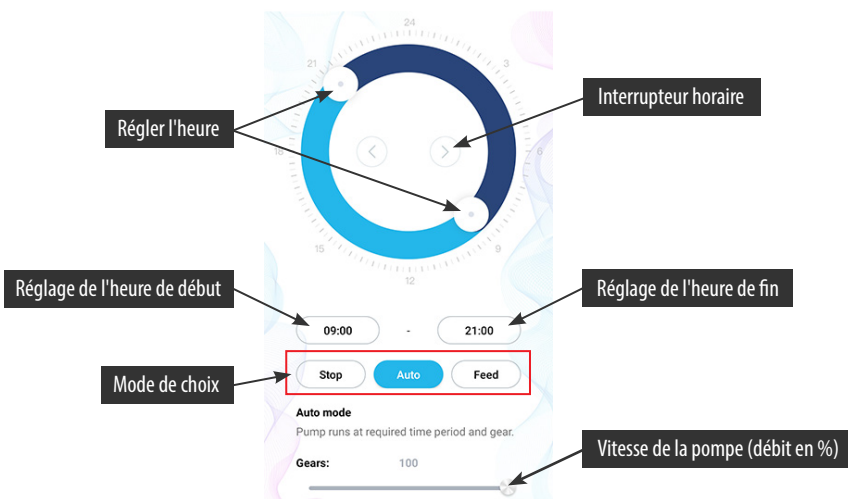 24
21
3
Interrupteur horaire
Régler l'heure
18
6
15
9
12
Réglage de l'heure de début
Réglage de l'heure de fin
09:00 - 21:00
Mode de choix
Stop Auto Feed
Auto mode
Pump runs at required time period and gear.
Gears: 100
Vitesse de la pompe (débit en %)